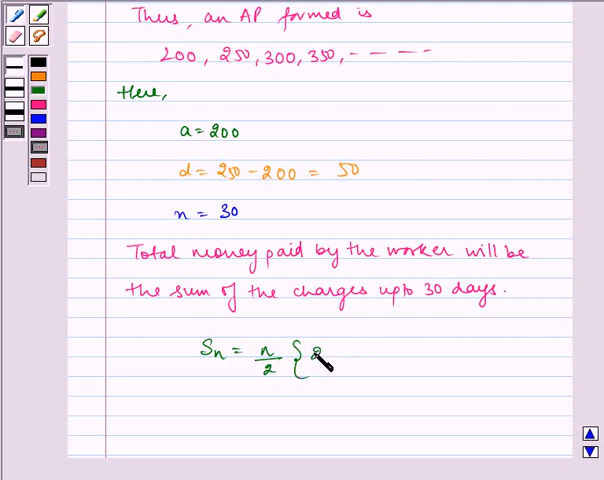 Thus, an AP formed is
200, 250, 300, 350, - - - -
Here,
a = 200
d = 250 - 200 = 50
n = 30
Total money paid by the worker will be
the sum of the charges upto 30 days.
Sn = n/2 { 2